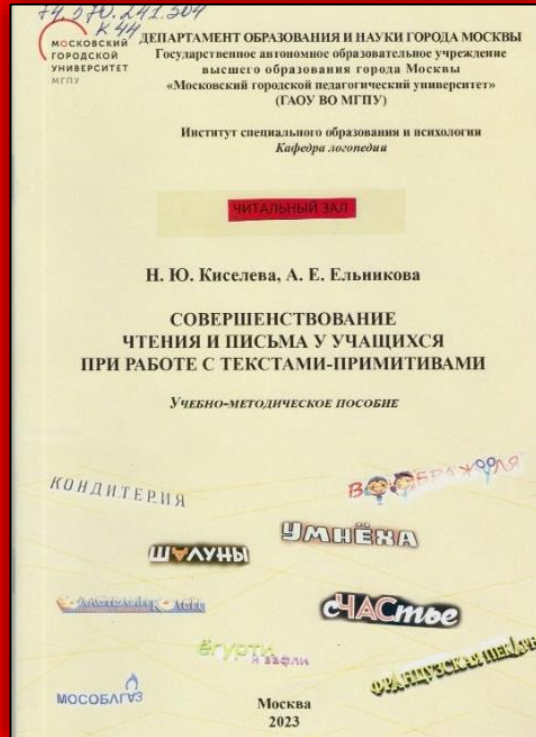 74.570.241.304
К 44
МОСКОВСКИЙ
ГОРОДСКОЙ
УНИВЕРСИТЕТ
МГПУ
ДЕПАРТАМЕНТ ОБРАЗОВАНИЯ И НАУКИ ГОРОДА МОСКВЫ
Государственное автономное образовательное учреждение
высшего образования города Москвы
«Московский городской педагогический университет»
(ГАОУ ВО МГПУ)
Институт специального образования и психологии
Кафедра логопедии
ЧИТАЛЬНЫЙ ЗАЛ
Н. Ю. Киселева, А. Е. Ельникова
СОВЕРШЕНСТВОВАНИЕ
ЧТЕНИЯ И ПИСЬМА У УЧАЩИХСЯ
ПРИ РАБОТЕ С ТЕКСТАМИ-ПРИМИТИВАМИ
УЧЕБНО-МЕТОДИЧЕСКОЕ ПОСОБИЕ
КОНДИТЕРИЯ
ВООБРАЖУЛЯ
УМНЁХА
ШАЛУНЫ
сЧАСтье
ёгурти
и вафли
ФРАНЦУЗСКАЯ ПЕКАРНЯ
МОСОБЛГАЗ
Москва
2023